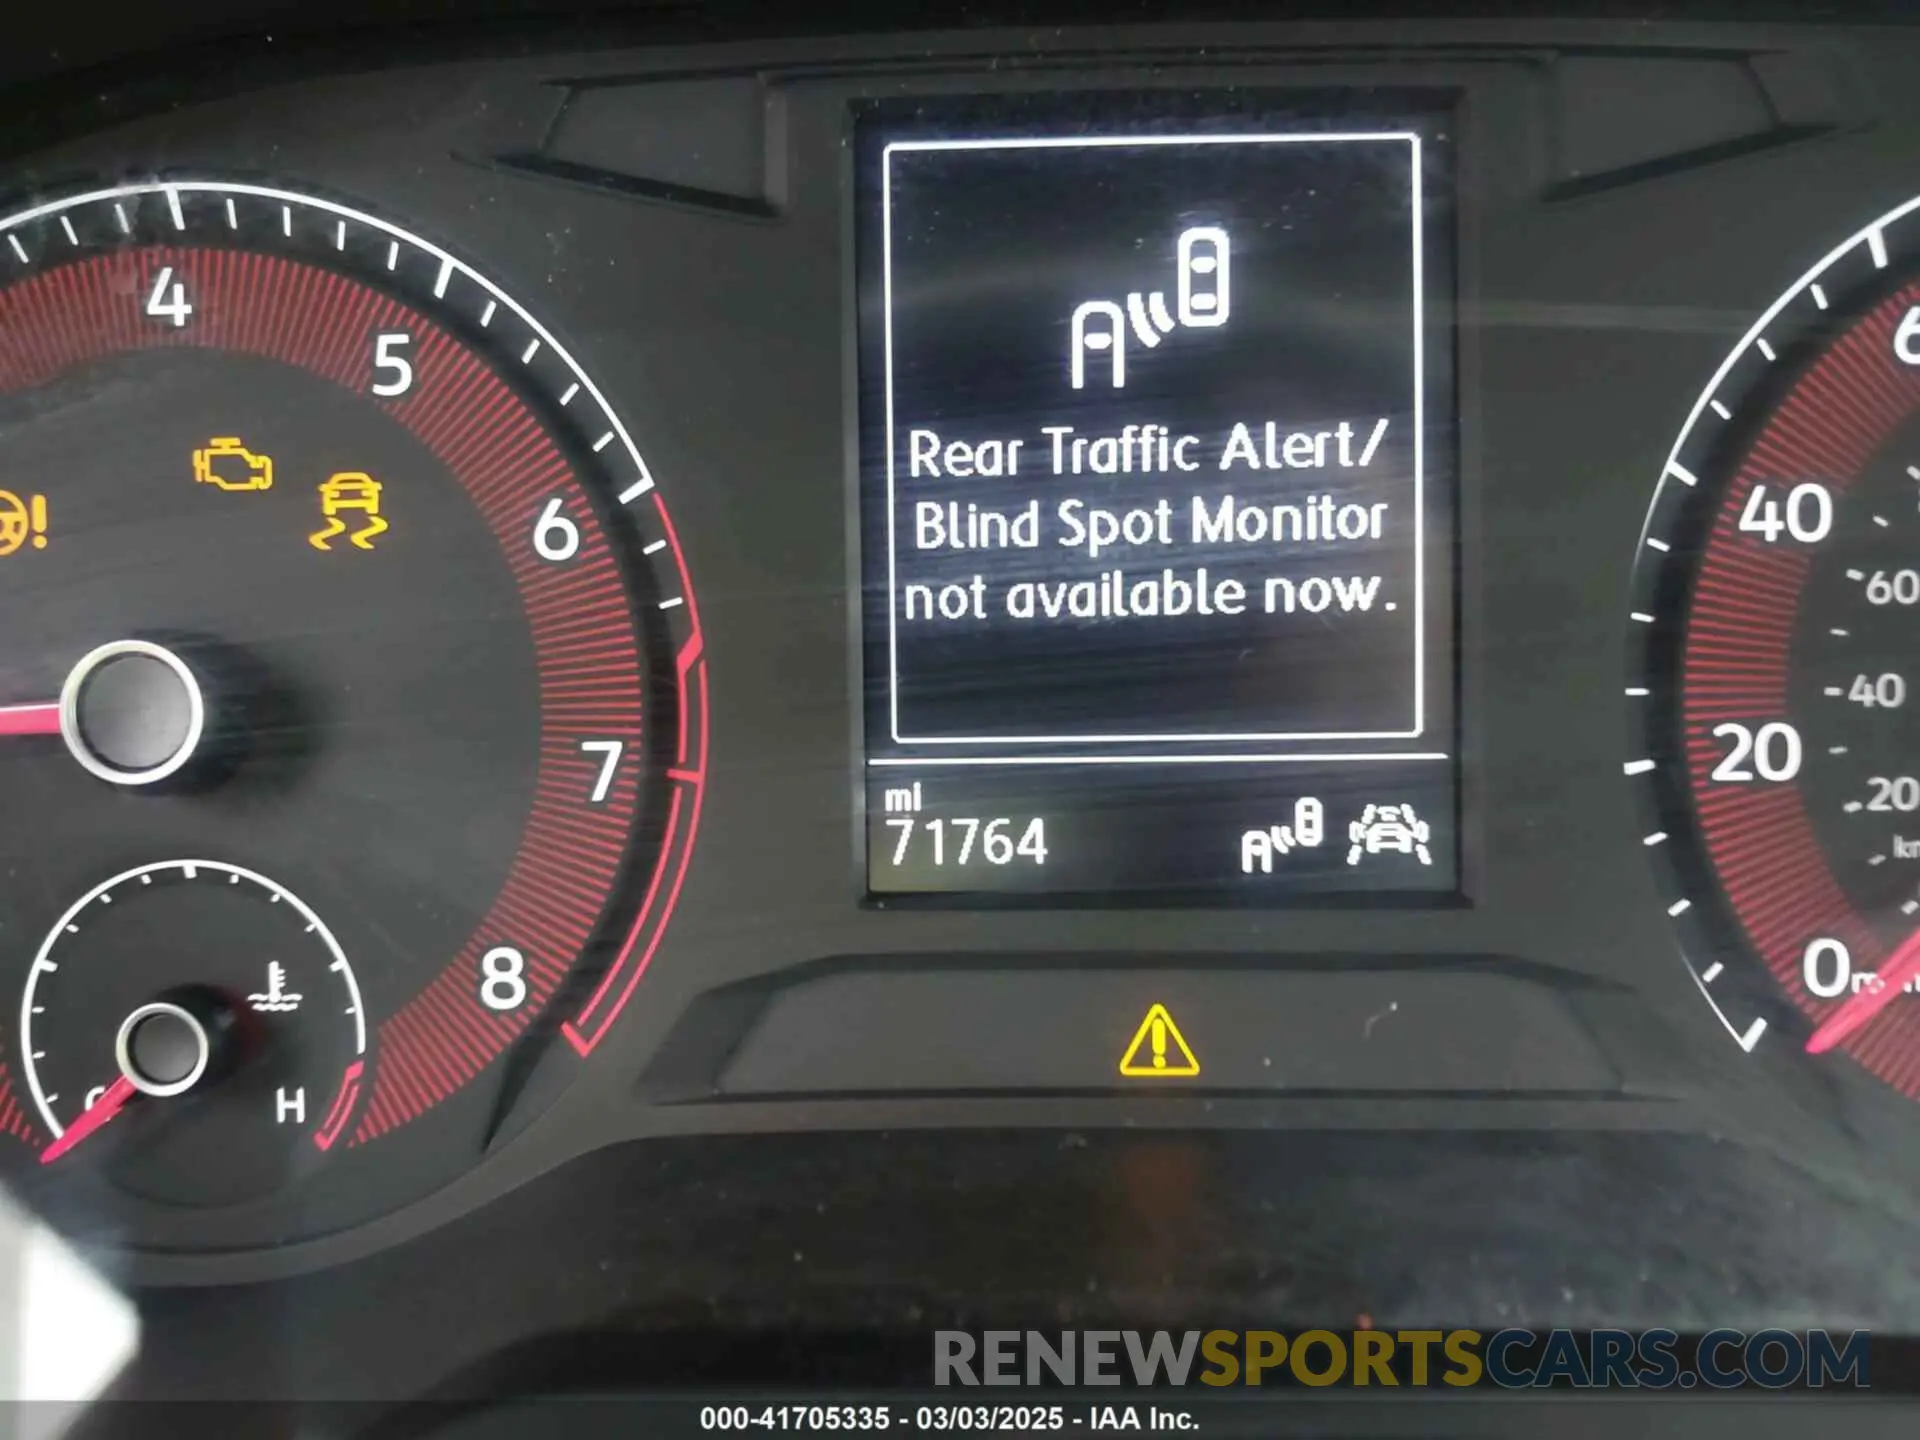 4
5
6
7
8
H
Rear Traffic Alert/
Blind Spot Monitor
not available now.
mi
71764
6
40
20
0
60
40
20
RENEWSPORTSCARS.COM
000-41705335 - 03/03/2025 - IAA Inc.